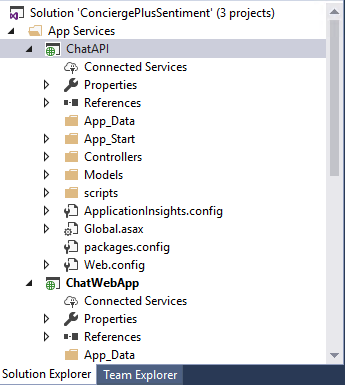 Solution 'ConciergePlusSentiment' (3 projects)
App Services
ChatAPI
Connected Services
Properties
References
App_Data
App_Start
Controllers
Models
scripts
ApplicationInsights.config
Global.asax
packages.config
Web.config
ChatWebApp
Connected Services
Properties
References
App_Data
Solution Explorer Team Explorer